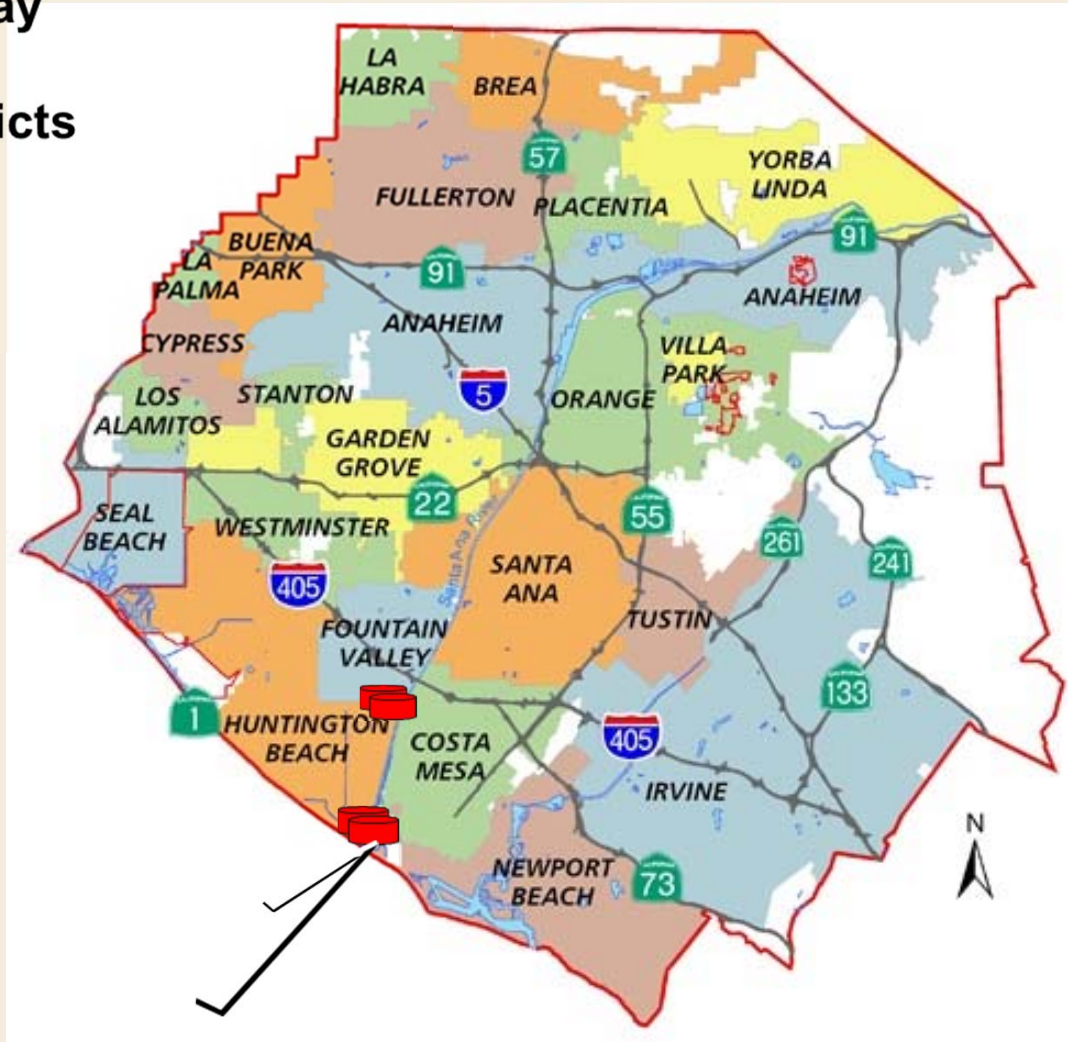 ay
icts
LA
HABRA
BREA
57
YORBA
LINDA
FULLERTON
PLACENTIA
91
BUENA
PARK
91
LA
PALMA
ANAHEIM
ANAHEIM
CYPRESS
VILLA
PARK
5
STANTON
ORANGE
LOS
ALAMITOS
GARDEN
GROVE
22
55
SEAL
BEACH
WESTMINSTER
261
241
Santa Ana River
SANTA
ANA
405
TUSTIN
FOUNTAIN
VALLEY
133
1
HUNTINGTON
BEACH
COSTA
MESA
405
IRVINE
N
NEWPORT
BEACH
73